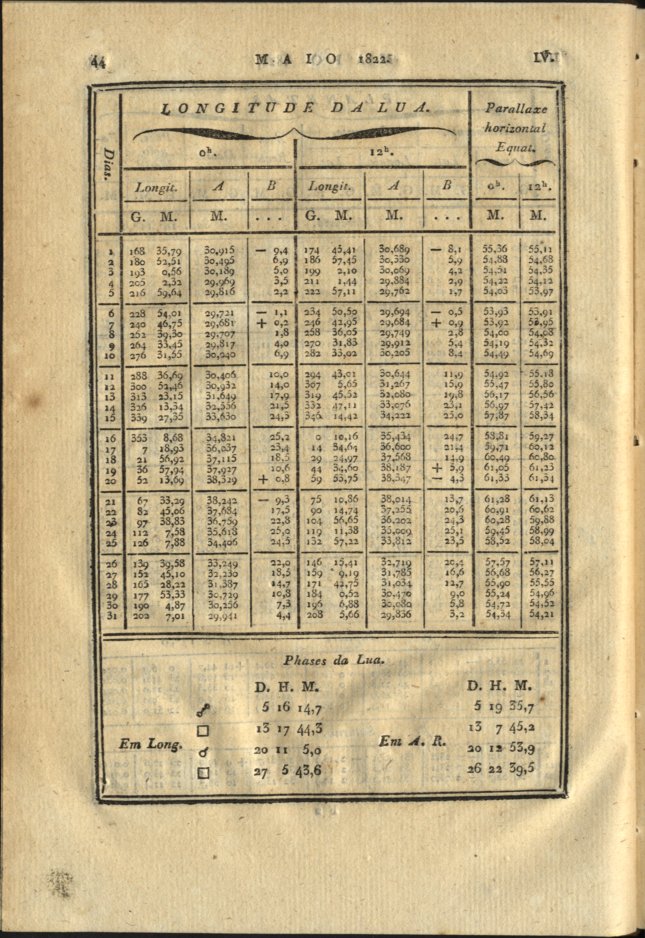 44 MAIO 1822. LV.
LONGITUDE DA LUA. Parallaxe
horizontal
Equat.
Dias. 0h. 12h.
Longit. A B Longit. A B 0h. 12h.
G. M. M. ... G. M. M. ... M. M.
1 168 35,79 30,915 — 9,4 174 45,41 30,689 — 8,1 55,36 55,11
2 180 52,51 30,495 6,9 186 57,45 30,330 5,9 54,88 54,68
3 193 0,56 30,189 5,0 199 2,10 30,069 4,2 54,51 54,35
4 205 2,52 29,969 3,5 211 1,44 29,884 2,9 54,22 54,12
5 216 59,64 29,816 2,2 222 57,11 29,762 1,7 54,03 53,97
6 228 54,01 29,721 — 1,1 234 50,50 29,694 — 0,5 53,93 53,91
7 240 46,75 29,681 + 0,2 246 42,95 29,684 + 0,9 53,92 53,95
8 252 39,30 29,707 1,8 258 36,05 29,749 2,8 54,00 54,08
9 264 33,45 29,817 4,0 270 31,83 29,912 5,4 54,19 54,32
10 276 31,55 30,040 6,9 282 33,02 30,205 8,4 54,49 54,69
11 288 36,69 30,406 10,0 294 43,01 30,644 11,9 54,92 55,18
12 300 52,46 30,932 14,0 307 5,65 31,267 15,9 55,47 55,80
13 313 23,15 31,649 17,9 319 45,52 32,080 19,8 56,17 56,56
14 326 13,34 32,556 21,5 332 47,11 33,076 23,1 56,97 57,42
15 339 27,35 33,630 24,3 346 14,42 34,222 25,0 57,87 58,34
16 353 8,68 34,821 25,2 0 10,16 35,434 24,7 58,81 59,27
17 7 18,93 36,037 23,4 14 34,64 36,600 21,4 59,71 60,12
18 21 56,92 37,115 18,5 29 24,97 37,568 14,9 60,49 60,80
19 36 57,94 37,927 10,6 44 34,60 38,187 + 5,9 61,05 61,23
20 52 13,69 38,329 + 0,8 59 53,75 38,347 — 4,3 61,33 61,34
21 67 33,29 38,242 — 9,3 75 10,86 38,014 13,7 61,28 61,13
22 82 45,06 37,684 17,5 90 14,74 37,255 20,6 60,91 60,62
23 97 38,83 36,759 22,8 104 56,65 36,202 24,3 60,28 59,88
24 112 7,58 35,618 25,0 119 11,38 35,009 25,1 59,45 58,99
25 126 7,88 34,406 24,5 132 57,22 33,812 23,5 58,52 58,04
26 139 39,58 33,249 22,0 146 15,41 32,719 20,4 57,57 57,11
27 152 45,10 32,230 18,5 159 9,19 31,785 16,6 56,68 56,27
28 165 28,22 31,387 14,7 171 42,75 31,034 12,7 55,90 55,55
29 177 53,33 30,729 10,8 184 0,52 30,470 9,0 55,24 54,96
30 190 4,87 30,256 7,3 196 6,88 30,080 5,8 54,72 54,52
31 202 7,01 29,941 4,4 208 5,66 29,836 3,2 54,34 54,21
Phases da Lua.
D. H. M. D. H. M.
☍ 5 16 14,7 5 19 35,7
□ 13 17 44,3 13 7 45,2
Em Long. ☌ 20 11 5,0 Em A. R. 20 12 53,9
□ 27 5 43,6 26 22 39,5